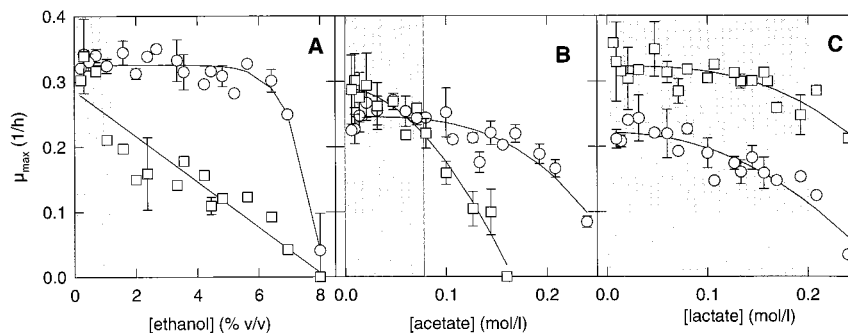 0.4
0.3
0.2
0.1
0.0
μmax (1/h)
A
B
C
0 2 4 6 8
0.0 0.1 0.2
0.0 0.1 0.2
[ethanol] (% v/v)
[acetate] (mol/l)
[lactate] (mol/l)